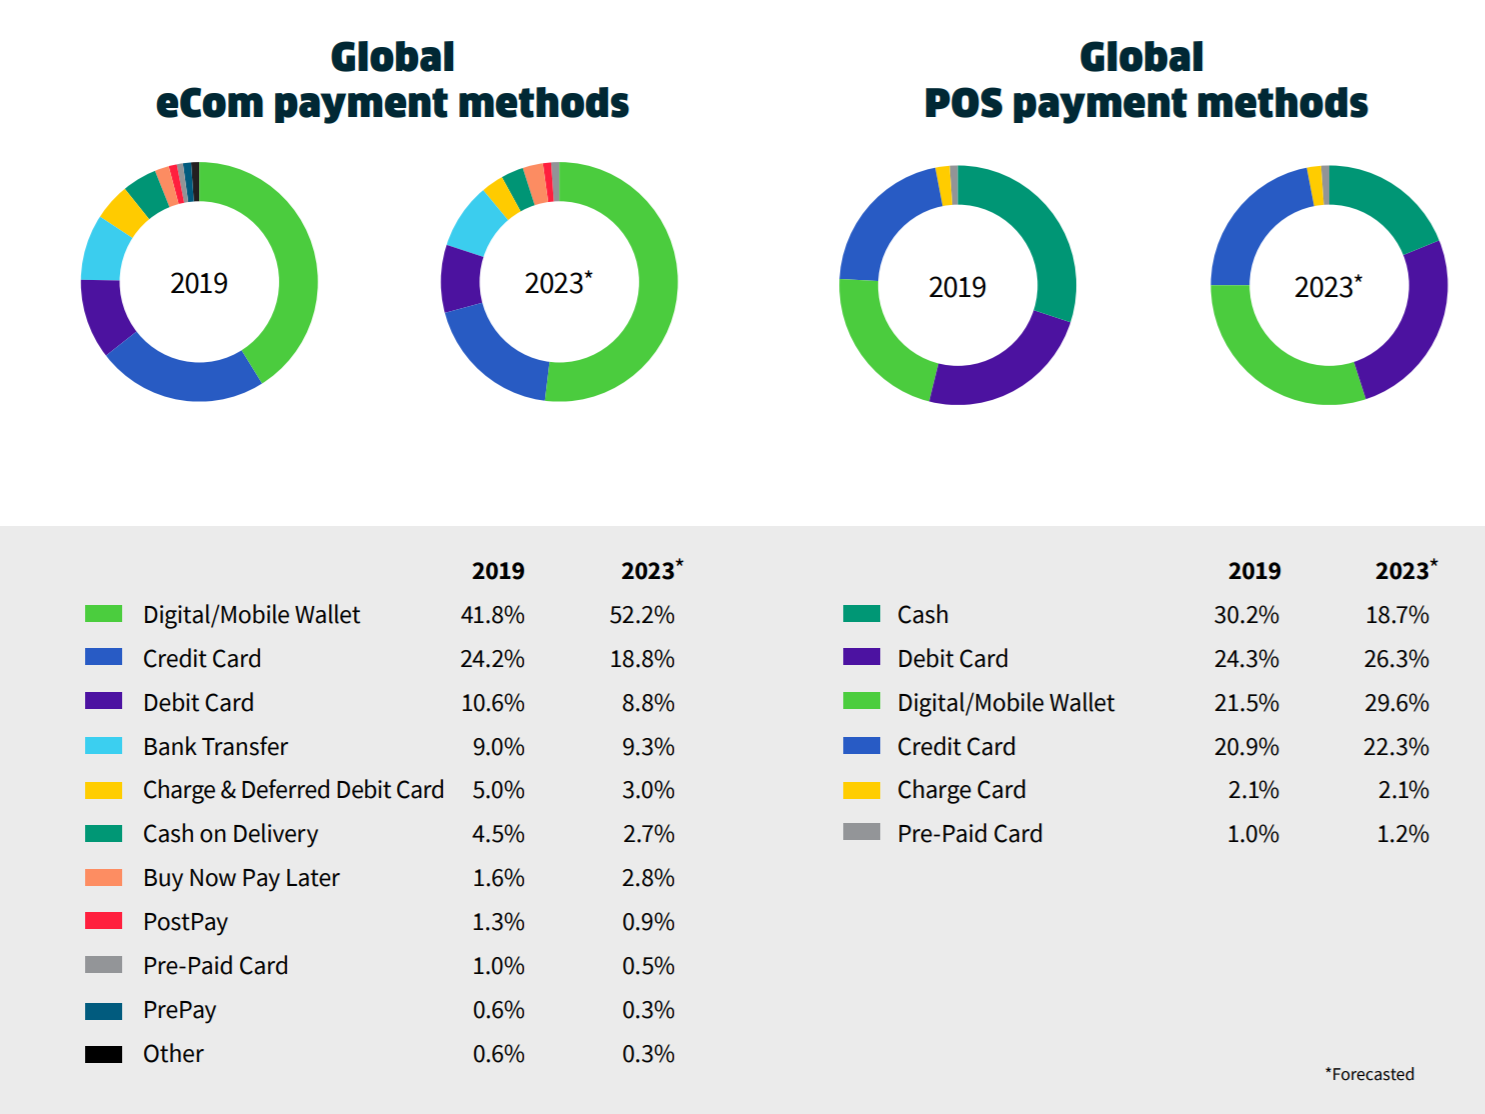 Global
eCom payment methods
2019
2023*
2019 2023*
Digital/Mobile Wallet 41.8% 52.2%
Credit Card 24.2% 18.8%
Debit Card 10.6% 8.8%
Bank Transfer 9.0% 9.3%
Charge & Deferred Debit Card 5.0% 3.0%
Cash on Delivery 4.5% 2.7%
Buy Now Pay Later 1.6% 2.8%
PostPay 1.3% 0.9%
Pre-Paid Card 1.0% 0.5%
PrePay 0.6% 0.3%
Other 0.6% 0.3%
Global
POS payment methods
2019
2023*
2019 2023*
Cash 30.2% 18.7%
Debit Card 24.3% 26.3%
Digital/Mobile Wallet 21.5% 29.6%
Credit Card 20.9% 22.3%
Charge Card 2.1% 2.1%
Pre-Paid Card 1.0% 1.2%
*Forecasted